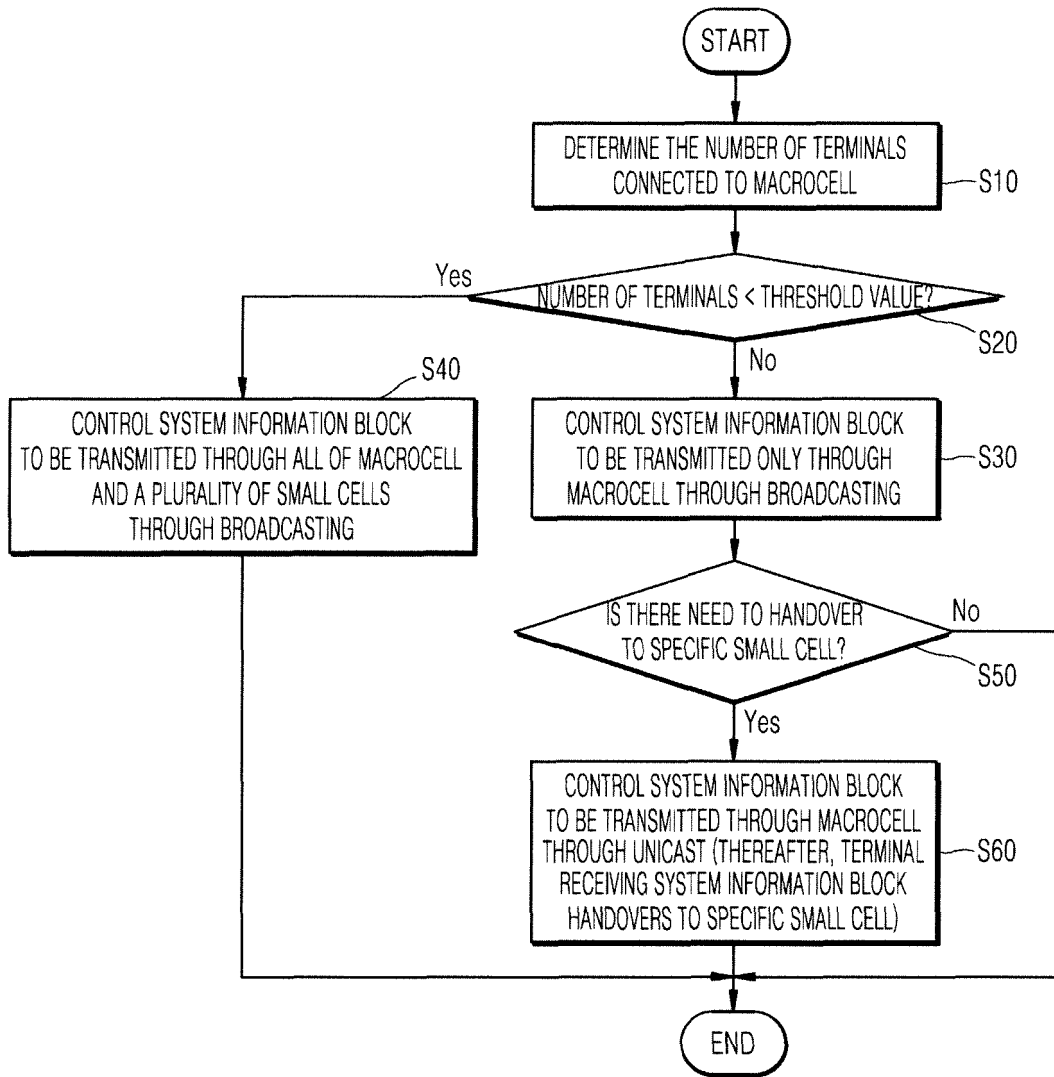 START
DETERMINE THE NUMBER OF TERMINALS
CONNECTED TO MACROCELL
S10
NUMBER OF TERMINALS < THRESHOLD VALUE?
Yes
S20
No
S40
CONTROL SYSTEM INFORMATION BLOCK
TO BE TRANSMITTED THROUGH ALL OF MACROCELL
AND A PLURALITY OF SMALL CELLS
THROUGH BROADCASTING
CONTROL SYSTEM INFORMATION BLOCK
TO BE TRANSMITTED ONLY THROUGH
MACROCELL THROUGH BROADCASTING
S30
IS THERE NEED TO HANDOVER
TO SPECIFIC SMALL CELL?
No
S50
Yes
CONTROL SYSTEM INFORMATION BLOCK
TO BE TRANSMITTED THROUGH MACROCELL
THROUGH UNICAST (THEREAFTER, TERMINAL
RECEIVING SYSTEM INFORMATION BLOCK
HANDOVERS TO SPECIFIC SMALL CELL)
S60
END